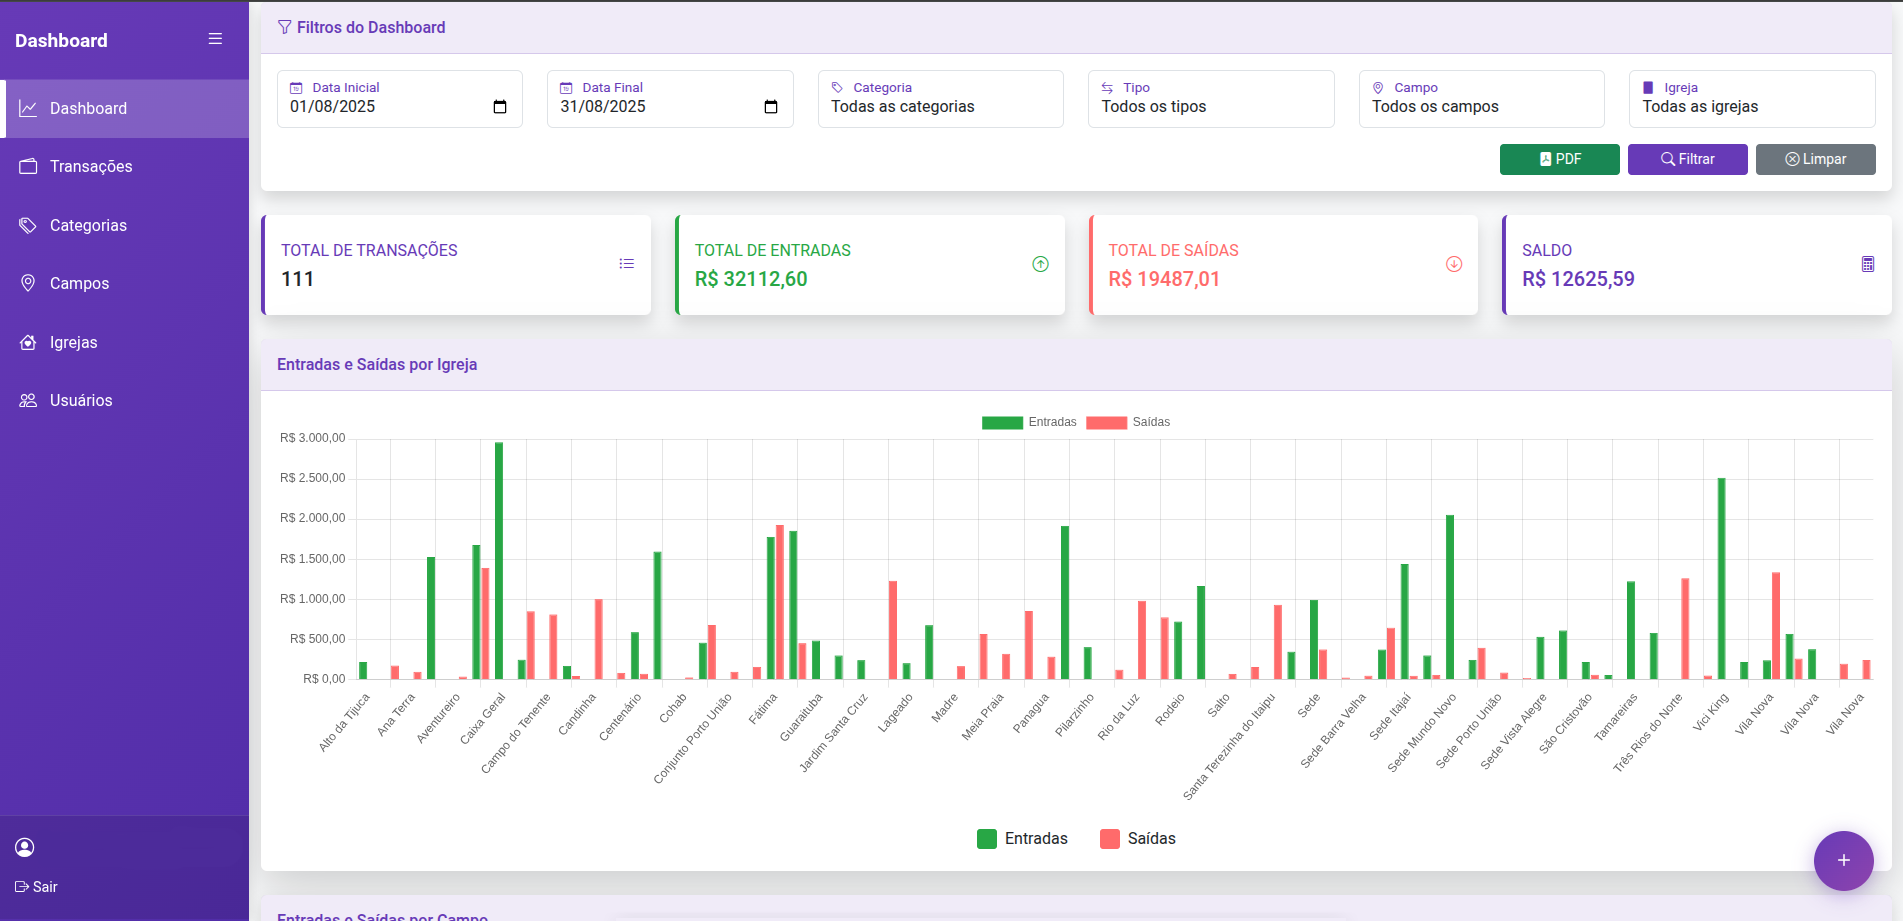 Dashboard
Dashboard
Transações
Categorias
Campos
Igrejas
Usuários
Sair
Filtros do Dashboard
Data Inicial
01/08/2025
Data Final
31/08/2025
Categoria
Todas as categorias
Tipo
Todos os tipos
Campo
Todos os campos
Igreja
Todas as igrejas
PDF
Filtrar
Limpar
TOTAL DE TRANSAÇÕES
111
TOTAL DE ENTRADAS
R$ 32112,60
TOTAL DE SAÍDAS
R$ 19487,01
SALDO
R$ 12625,59
Entradas e Saídas por Igreja
Entradas Saídas
R$ 3.000,00
R$ 2.500,00
R$ 2.000,00
R$ 1.500,00
R$ 1.000,00
R$ 500,00
R$ 0,00
Alto da Tijuca
Ana Terra
Aventureiro
Caixa Geral
Campo do Tenente
Candinha
Centenário
Cohab
Conjunto Porto União
Fátima
Guaraituba
Jardim Santa Cruz
Lageado
Madre
Meia Praia
Panagua
Pilarzinho
Rio da Luz
Rodeio
Salto
Santa Terezinha do Itaipu
Sede
Sede Barra Velha
Sede Itajaí
Sede Mundo Novo
Sede Porto União
Sede Vista Alegre
São Cristovão
Tamareiras
Três Rios do Norte
Vici King
Vila Nova
Vila Nova
Vila Nova
Entradas Saídas
+
Entradas e Saídas por Campo